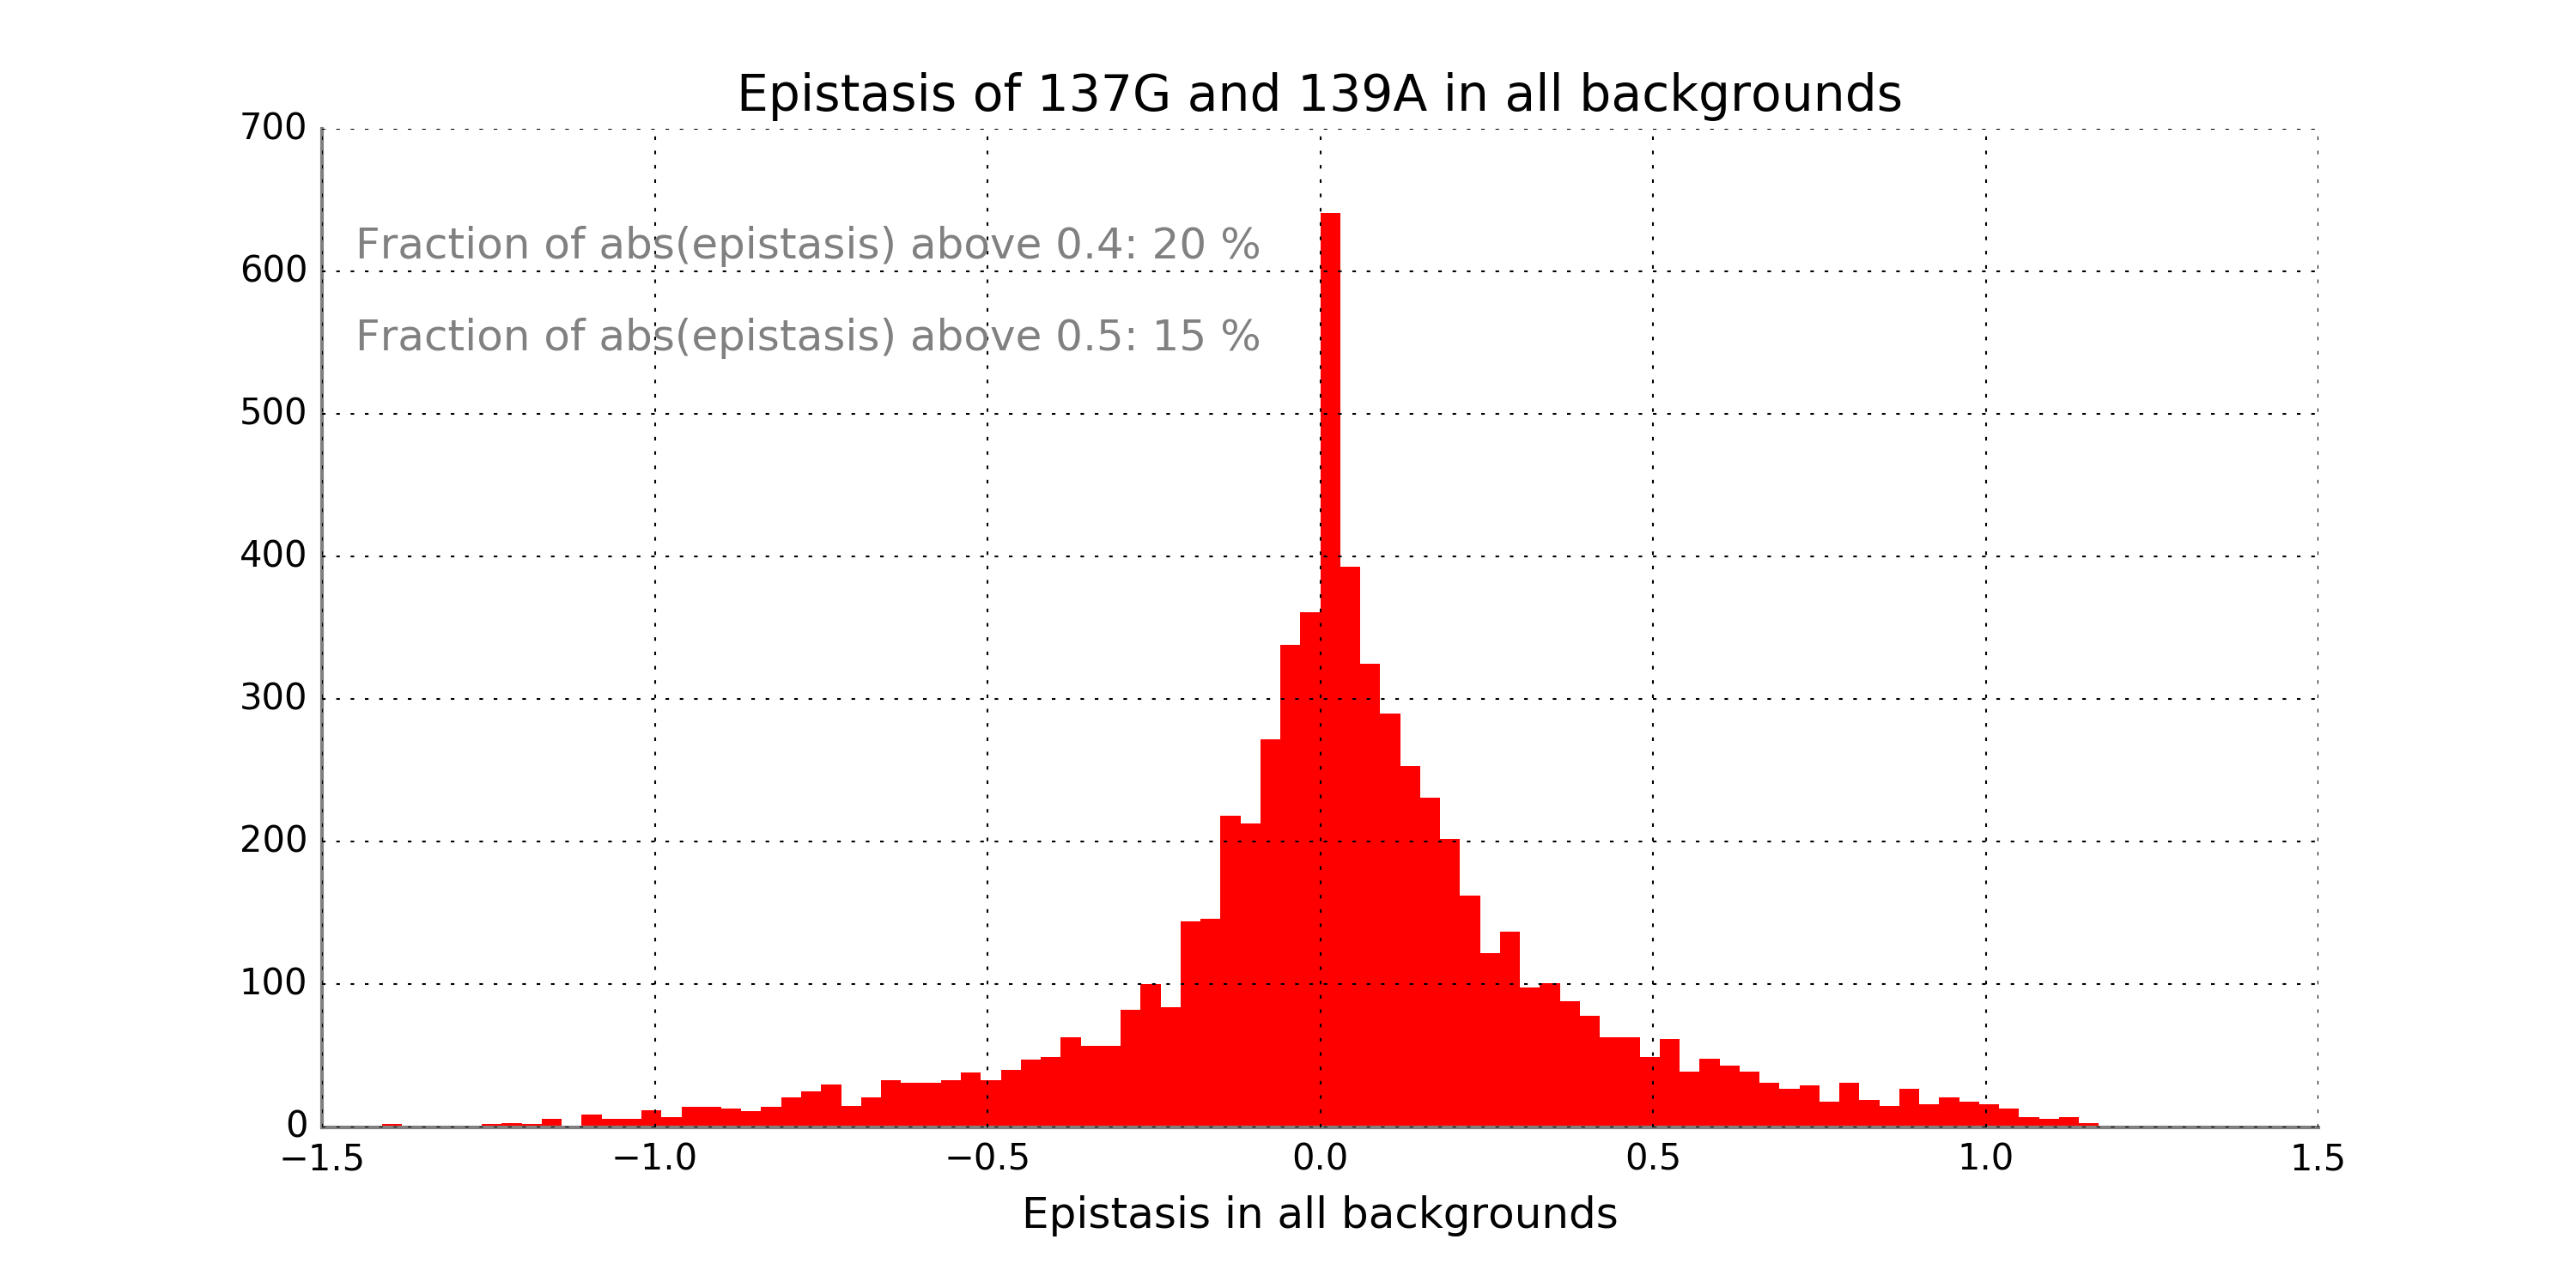 Epistasis of 137G and 139A in all backgrounds
700
600
500
400
300
200
100
0
Fraction of abs(epistasis) above 0.4: 20 %
Fraction of abs(epistasis) above 0.5: 15 %
−1.5 −1.0 −0.5 0.0 0.5 1.0 1.5
Epistasis in all backgrounds